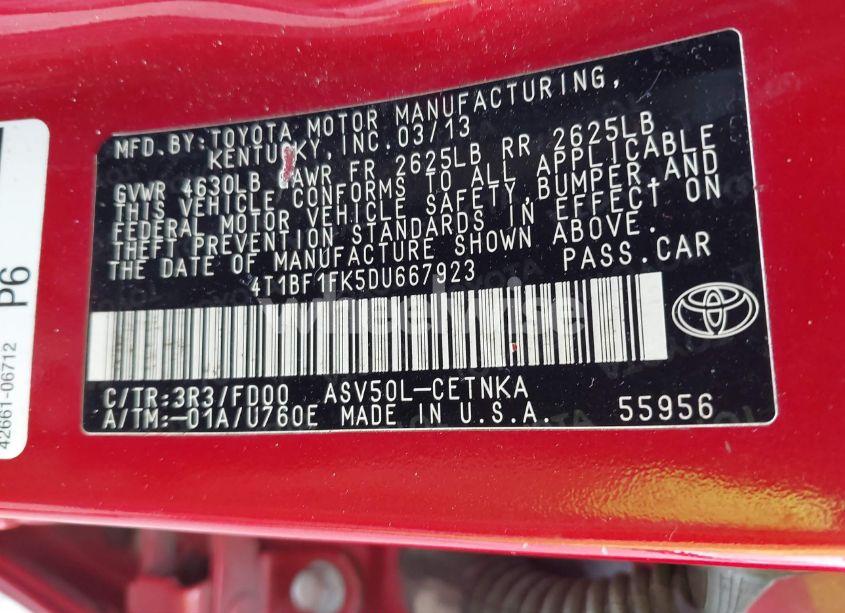 MFD.BY:TOYOTA MOTOR MANUFACTURING,
KENTUCKY, INC. 03/13
GVWR 4630LB GAWR FR 2625LB RR 2625LB
THIS VEHICLE CONFORMS TO ALL APPLICABLE
FEDERAL MOTOR VEHICLE SAFETY,BUMPER,AND
THEFT PREVENTION STANDARDS IN EFFECT ON
THE DATE OF MANUFACTURE SHOWN ABOVE.
4T1BF1FK5DU667923 PASS.CAR
wheelwise
C/TR:3R3/FD00 ASV50L-CETNKA
A/TM:-01A/U760E MADE IN U.S.A. 55956
42661-06712 P6